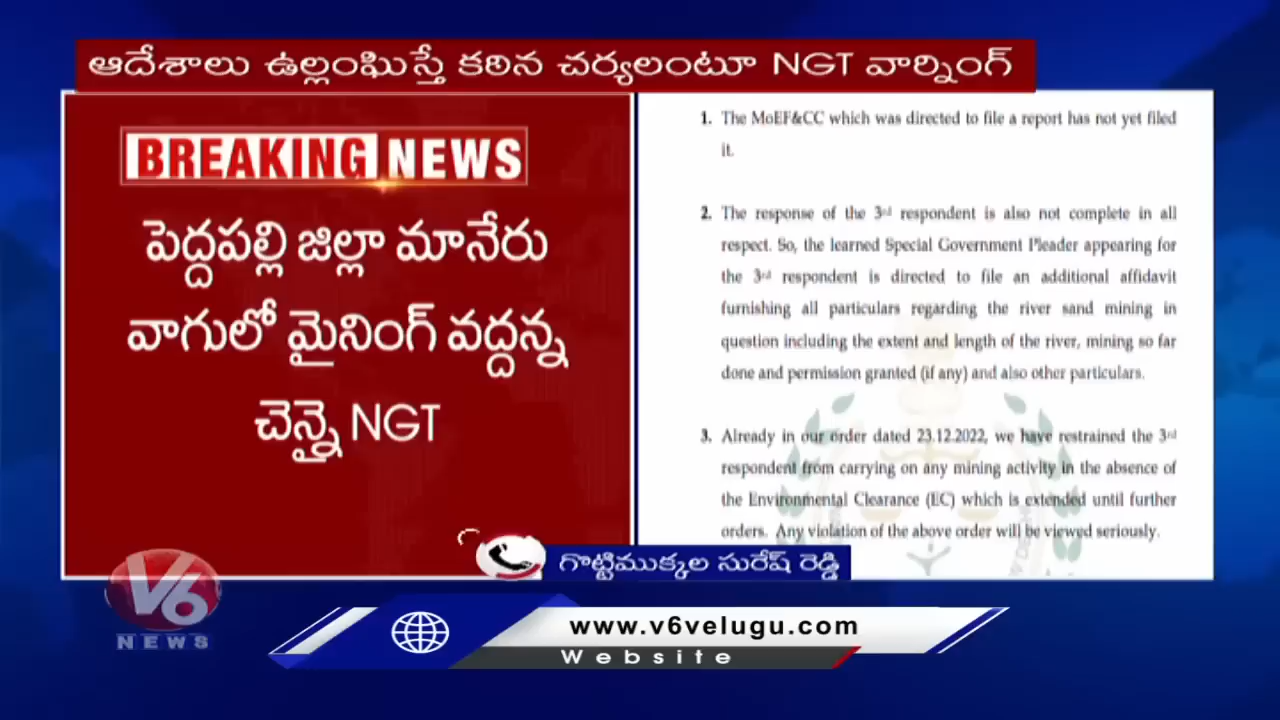 ఆదేశాలు ఉల్లంఘిస్తే కఠిన చర్యలంటూ NGT వార్నింగ్
BREAKING NEWS
పెద్దపల్లి జిల్లా మానేరు
వాగులో మైనింగ్ వద్దన్న
చెన్నై NGT
1. The MoEF&CC which was directed to file a report has not yet filed
it.
2. The response of the 3rd respondent is also not complete in all
respect. So, the learned Special Government Pleader appearing for
the 3rd respondent is directed to file an additional affidavit
furnishing all particulars regarding the river sand mining in
question including the extent and length of the river, mining so far
done and permission granted (if any) and also other particulars.
3. Already in our order dated 23.12.2022, we have restrained the 3rd
respondent from carrying on any mining activity in the absence of
the Environmental Clearance (EC) which is extended until further
orders. Any violation of the above order will be viewed seriously.
గొట్టిముక్కల సురేష్ రెడ్డి
V6
NEWS
www.v6velugu.com
Website